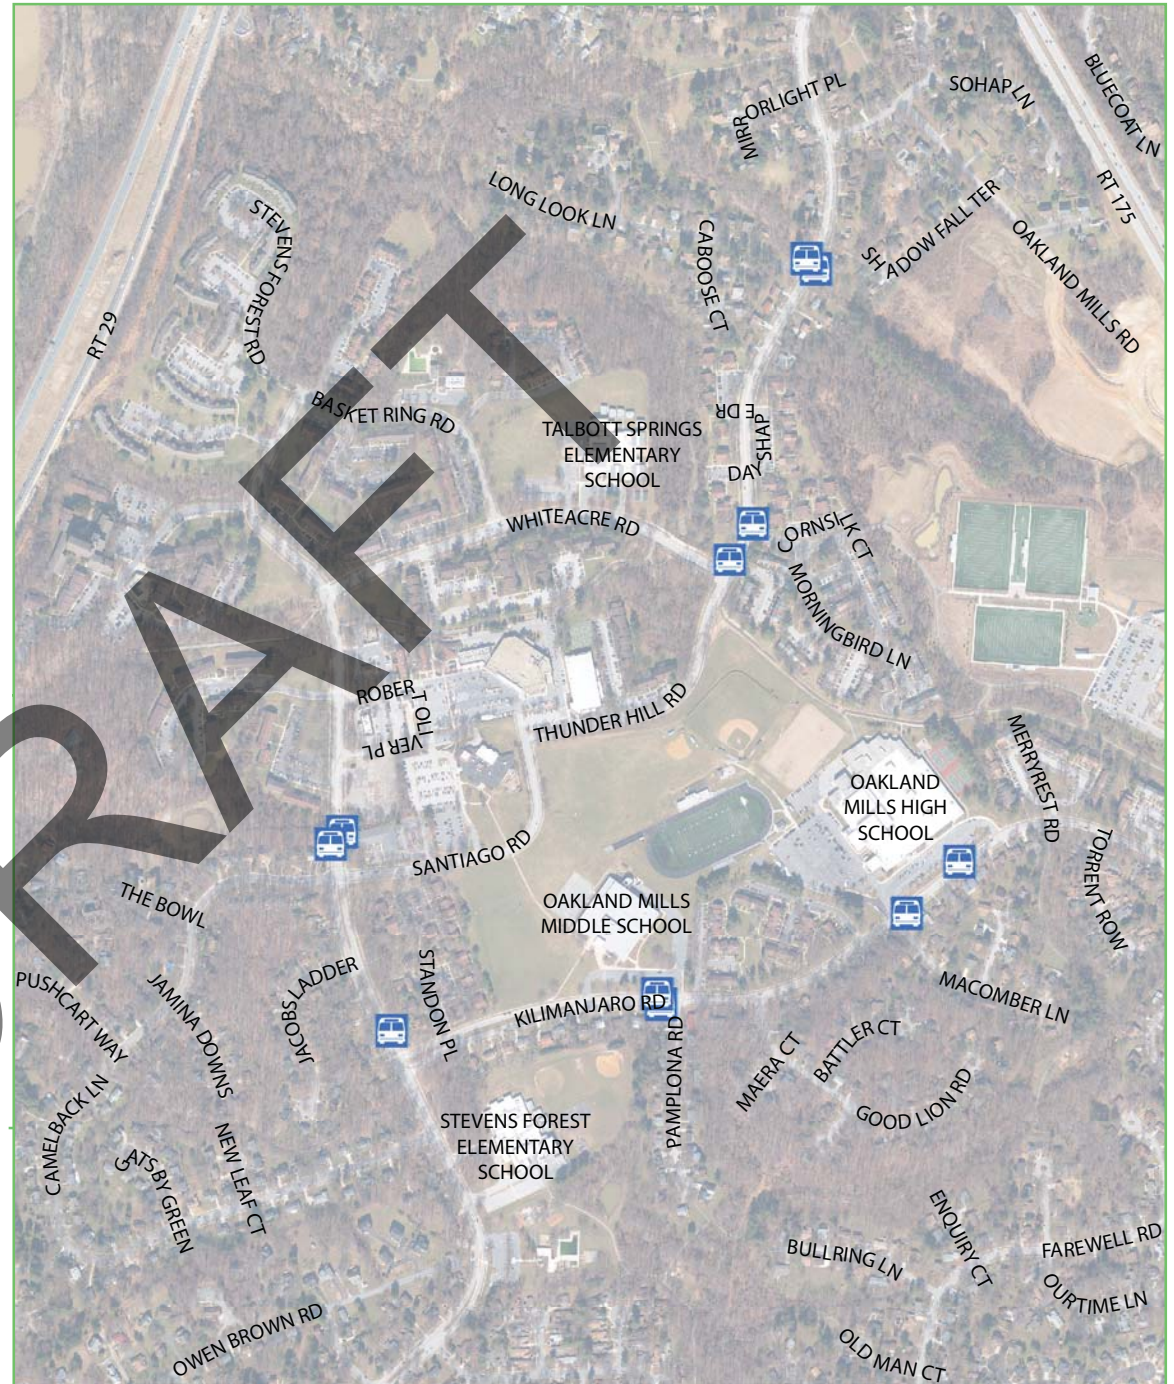 MIRRORLIGHT PL
SOHAP LN
BLUECOAT LN
RT 175
LONG LOOK LN
STEVENS FOREST RD
CABOOSE CT
SHADOW FALL TER
OAKLAND MILLS RD
RT 29
BASKET RING RD
TALBOTT SPRINGS
ELEMENTARY
SCHOOL
DAYSHAPE DR
WHITEACRE RD
CORNSILK CT
MORNINGBIRD LN
ROBERT OLIVER PL
THUNDER HILL RD
MERRYREST RD
OAKLAND
MILLS HIGH
SCHOOL
TORRENT ROW
SANTIAGO RD
THE BOWL
OAKLAND MILLS
MIDDLE SCHOOL
PUSHCART WAY
JAMINA DOWNS
JACOBS LADDER
STANDON PL
KILIMANJARO RD
PAMPLONA RD
MACOMBER LN
MAERA CT
BATTLER CT
GOOD LION RD
CAMELBACK LN
GATSBY GREEN
NEW LEAF CT
STEVENS FOREST
ELEMENTARY
SCHOOL
ENQUIRY CT
BULLRING LN
FAREWELL RD
OURTIME LN
OLD MAN CT
OWEN BROWN RD
DRAFT